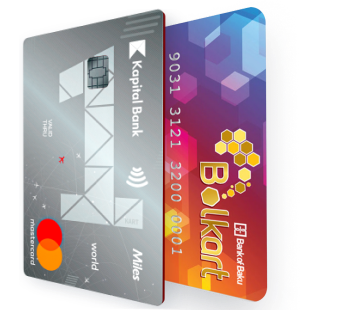 Kapital Bank
VALID
THRU
world
Miles
mastercard
9031 3121 3200 0001
Bolkart
Bank of Baku